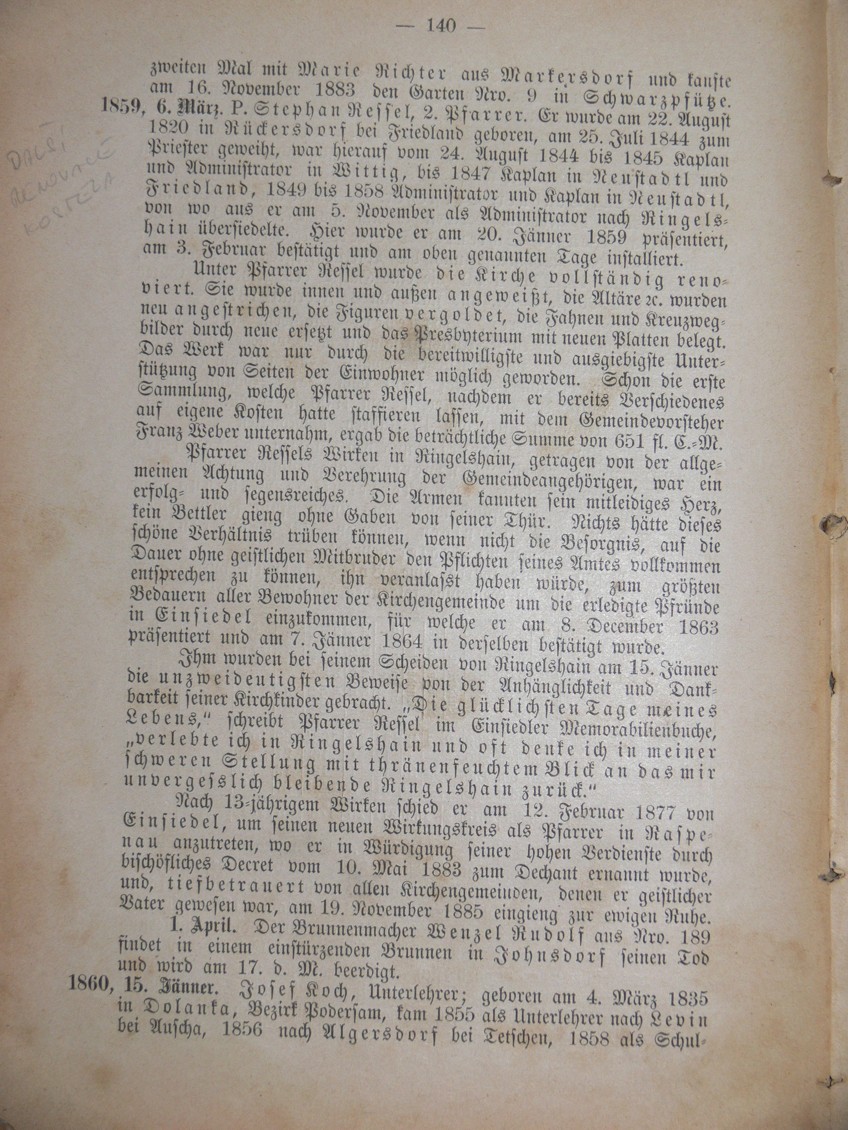 — 140 —
zweiten Mal mit Marie Richter aus Markersdorf und kaufte
am 16. November 1883 den Garten Nro. 9 in Schwarzpfütze.
1859, 6. März. P. Stephan Ressel, 2. Pfarrer. Er wurde am 22. August
1820 in Rückersdorf bei Friedland geboren, am 25. Juli 1844 zum
Priester geweiht, war hierauf vom 24. August 1844 bis 1845 Kaplan
und Administrator in Wittig, bis 1847 Kaplan in Neustadtl und
Friedland, 1849 bis 1858 Administrator und Kaplan in Neustadtl,
von wo aus er am 5. November als Administrator nach Ringels-
hain übersiedelte. Hier wurde er am 20. Jänner 1859 präsentiert,
am 3. Februar bestätigt und am oben genannten Tage installiert.
Unter Pfarrer Ressel wurde die Kirche vollständig reno-
viert. Sie wurde innen und außen angeweißt, die Altäre ꝛc. wurden
neu angestrichen, die Figuren vergoldet, die Fahnen und Kreuzweg-
bilder durch neue ersetzt und das Presbyterium mit neuen Platten belegt.
Das Werk war nur durch die bereitwilligste und ausgiebigste Unter-
stützung von Seiten der Einwohner möglich geworden. Schon die erste
Sammlung, welche Pfarrer Ressel, nachdem er bereits Verschiedenes
auf eigene Kosten hatte staffieren lassen, mit dem Gemeindevorsteher
Franz Weber unternahm, ergab die beträchtliche Summe von 651 fl. C.-M.
Pfarrer Ressels Wirken in Ringelshain, getragen von der allge-
meinen Achtung und Verehrung der Gemeindeangehörigen, war ein
erfolg- und segensreiches. Die Armen kannten sein mitleidiges Herz,
kein Bettler gieng ohne Gaben von seiner Thür. Nichts hätte dieses
schöne Verhältnis trüben können, wenn nicht die Besorgnis, auf die
Dauer ohne geistlichen Mitbruder den Pflichten seines Amtes vollkommen
entsprechen zu können, ihn veranlasst haben würde, zum größten
Bedauern aller Bewohner der Kirchengemeinde um die erledigte Pfründe
in Einsiedel einzukommen, für welche er am 8. December 1863
präsentiert und am 7. Jänner 1864 in derselben bestätigt wurde.
Ihm wurden bei seinem Scheiden von Ringelshain am 15. Jänner
die unzweideutigsten Beweise von der Anhänglichkeit und Dank-
barkeit seiner Kirchkinder gebracht. „Die glücklichsten Tage meines
Lebens,“ schreibt Pfarrer Ressel im Einsiedler Memorabilienbuche,
„verlebte ich in Ringelshain und oft denke ich in meiner
schweren Stellung mit thränenfeuchtem Blick an das mir
unvergesslich bleibende Ringelshain zurück.“
Nach 13-jährigem Wirken schied er am 12. Februar 1877 von
Einsiedel, um seinen neuen Wirkungskreis als Pfarrer in Raspe-
nau anzutreten, wo er in Würdigung seiner hohen Verdienste durch
bischöfliches Decret vom 10. Mai 1883 zum Dechant ernannt wurde,
und, tiefbetrauert von allen Kirchengemeinden, denen er geistlicher
Vater gewesen war, am 19. November 1885 eingieng zur ewigen Ruhe.
1. April. Der Brunnenmacher Wenzel Rudolf aus Nro. 189
findet in einem einstürzenden Brunnen in Johnsdorf seinen Tod
und wird am 17. d. M. beerdigt.
1860, 15. Jänner. Josef Koch, Unterlehrer; geboren am 4. März 1835
in Dolanka, Bezirk Podersam, kam 1855 als Unterlehrer nach Levin
bei Auscha, 1856 nach Algersdorf bei Tetschen, 1858 als Schul-
DALŠÍ
RENOVACE
KOSTELA